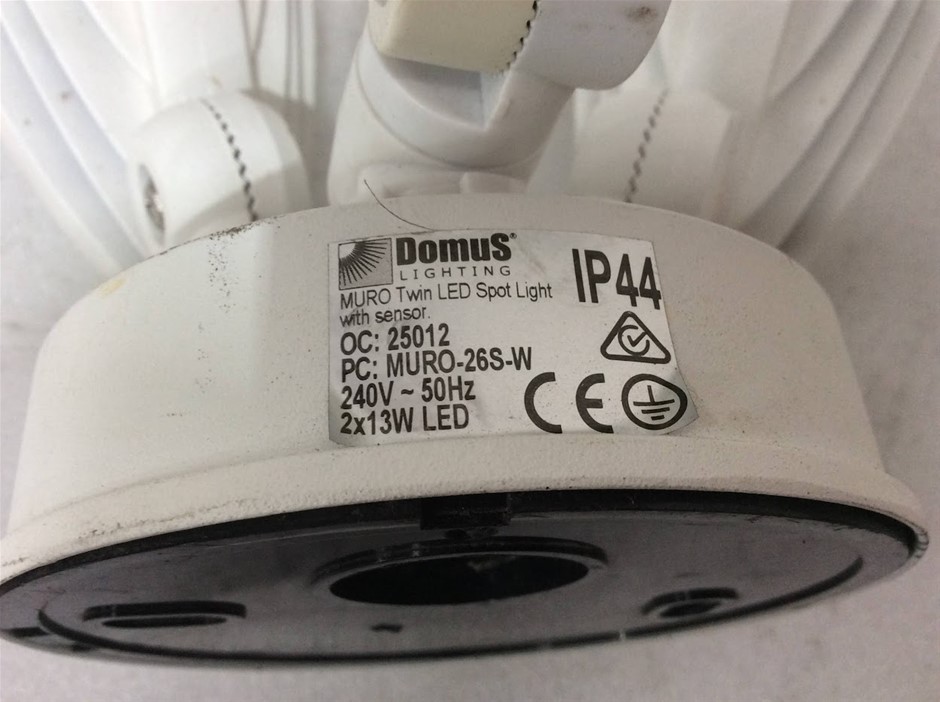 DomuS®
LIGHTING
MURO Twin LED Spot Light
with sensor.
OC: 25012
PC: MURO-26S-W
240V ~ 50Hz
2x13W LED
IP44
CE